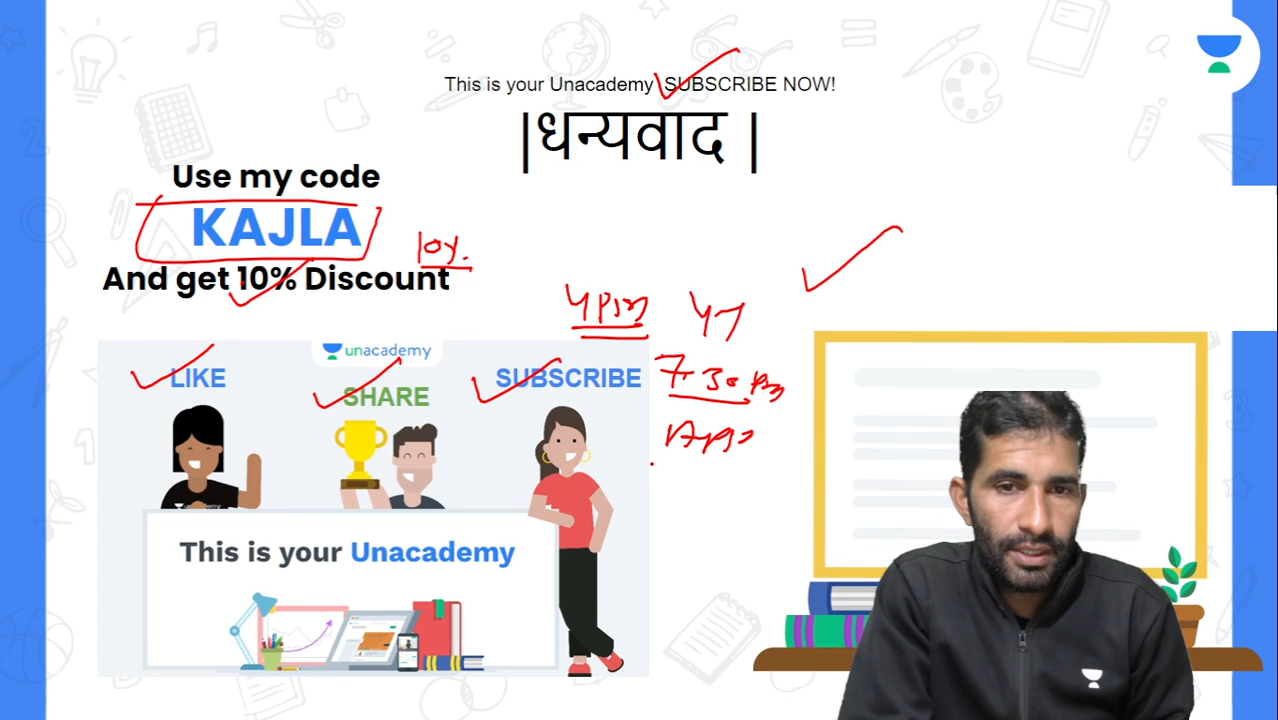 This is your Unacademy SUBSCRIBE NOW!
|धन्यवाद |
Use my code
KAJLA
And get 10% Discount
10%.
4pm
7.30 pm
unacademy
LIKE
SHARE
SUBSCRIBE
This is your Unacademy